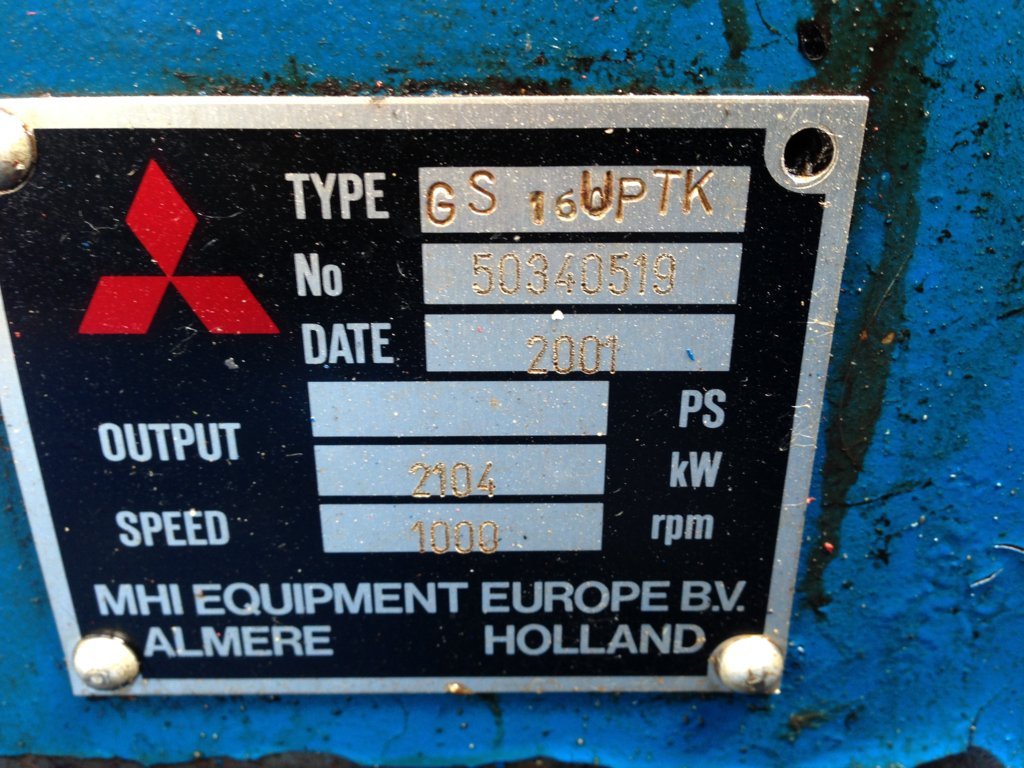 TYPE GS 16UPTK
No 50340519
DATE 2001
OUTPUT PS
2104 kW
SPEED 1000 rpm
MHI EQUIPMENT EUROPE B.V.
ALMERE HOLLAND